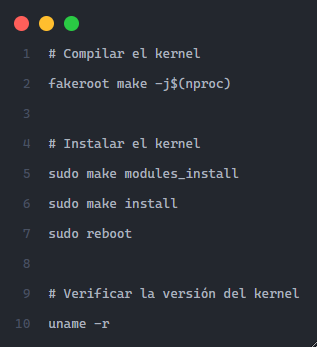 1 # Compilar el kernel
2 fakeroot make -j$(nproc)
3
4 # Instalar el kernel
5 sudo make modules_install
6 sudo make install
7 sudo reboot
8
9 # Verificar la versión del kernel
10 uname -r